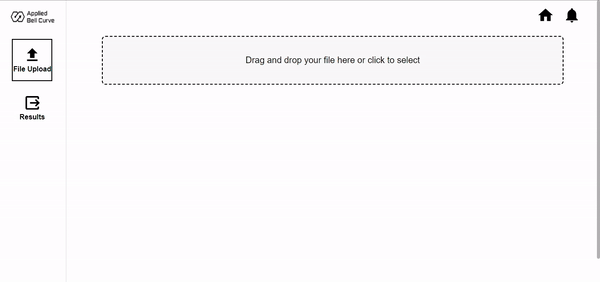 Applied
Bell Curve
File Upload
Drag and drop your file here or click to select
Results